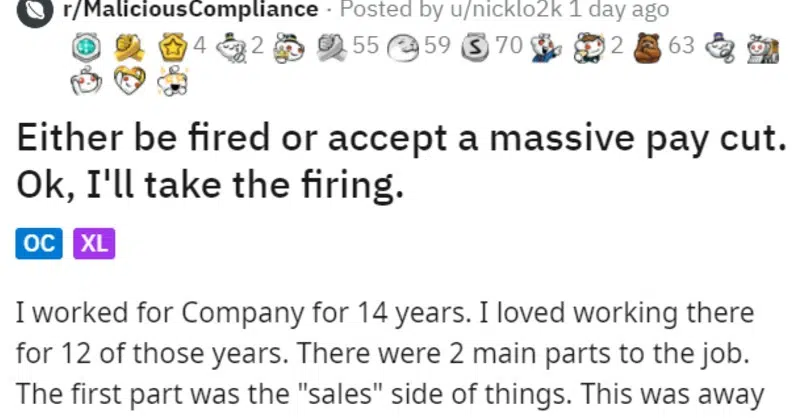 r/MaliciousCompliance · Posted by u/nicklo2k 1 day ago
4 2 55 59 S 70 2 63
Either be fired or accept a massive pay cut.
Ok, I'll take the firing.
OC XL
I worked for Company for 14 years. I loved working there
for 12 of those years. There were 2 main parts to the job.
The first part was the "sales" side of things. This was away